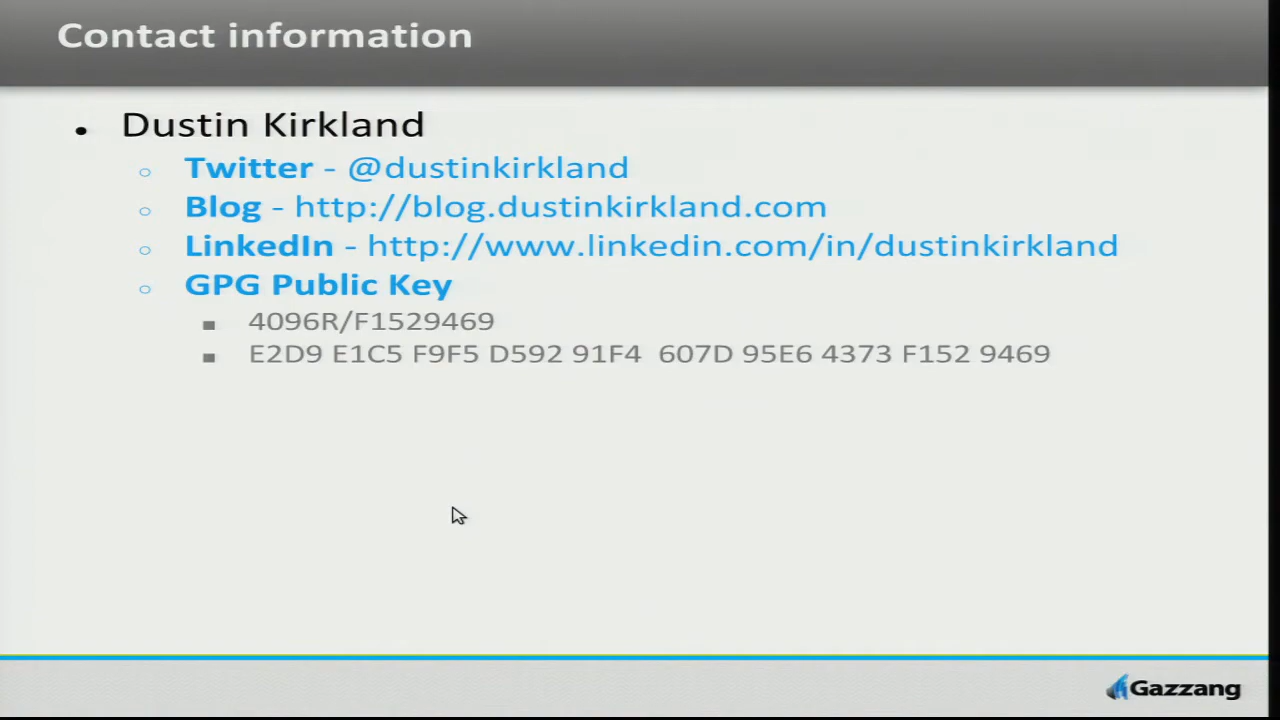 Contact information
Dustin Kirkland
Twitter - @dustinkirkland
Blog - http://blog.dustinkirkland.com
LinkedIn - http://www.linkedin.com/in/dustinkirkland
GPG Public Key
4096R/F1529469
E2D9 E1C5 F9F5 D592 91F4  607D 95E6 4373 F152 9469
Gazzang